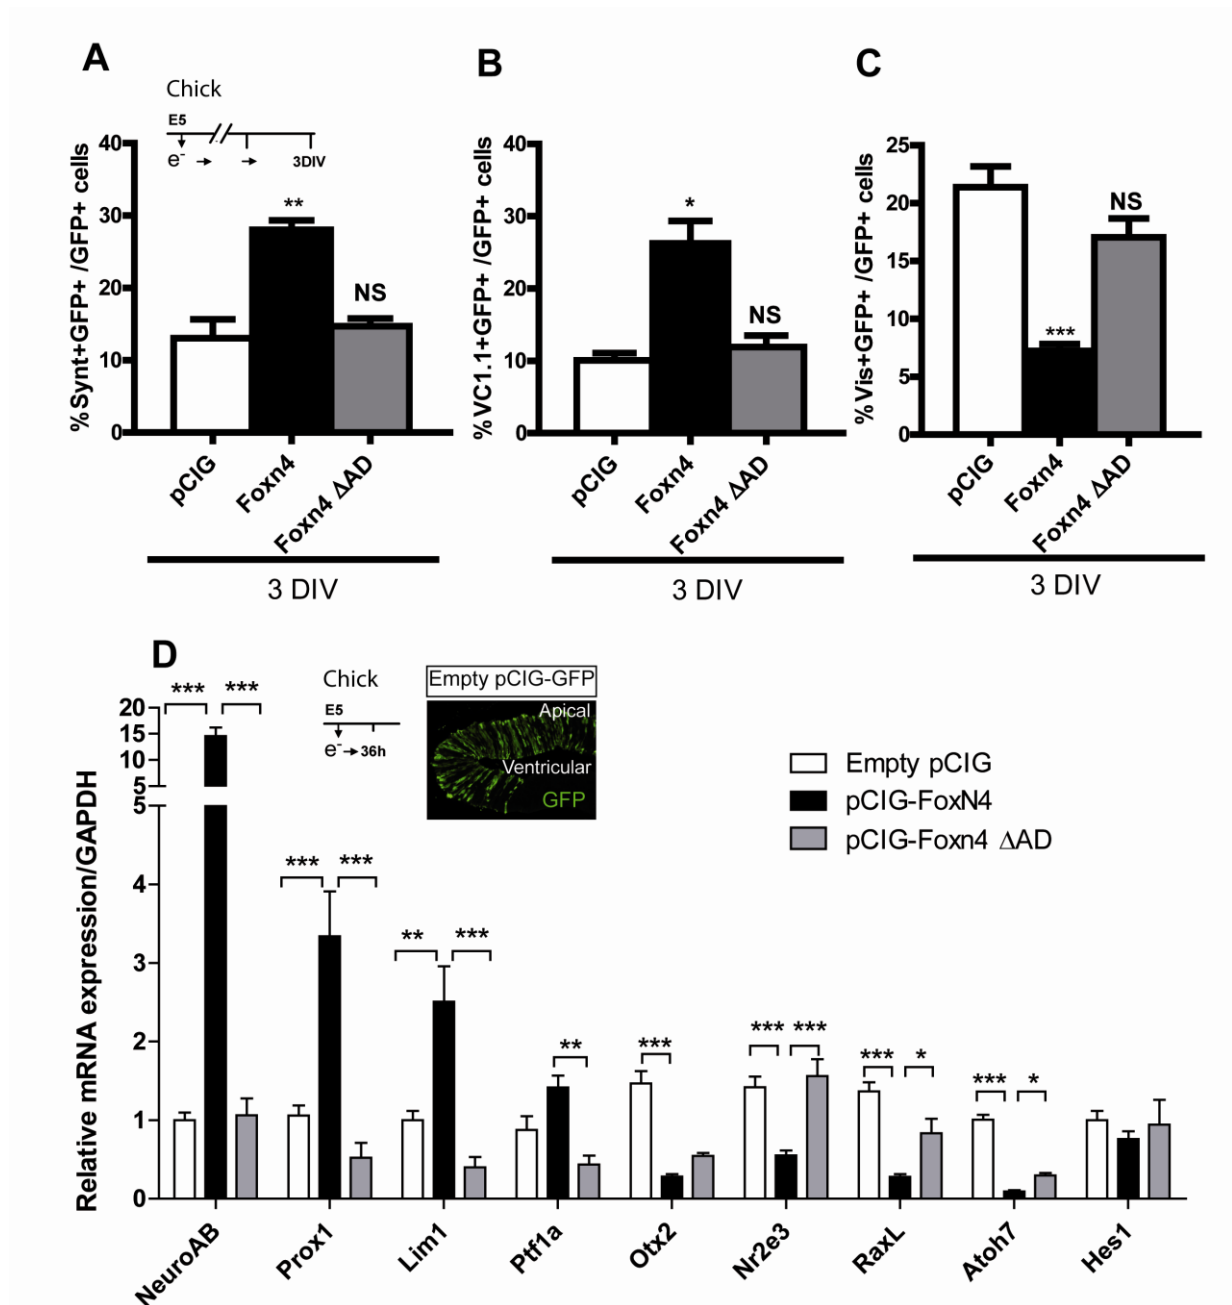 A
Chick
E5
e- 3DIV
%Synt+GFP+ /GFP+ cells
40
30
20
10
0
**
NS
pCIG
Foxn4
Foxn4 ΔAD
3 DIV
B
%VC1.1+GFP+ /GFP+ cells
40
30
20
10
0
*
NS
pCIG
Foxn4
Foxn4 ΔAD
3 DIV
C
%Vis+GFP+ /GFP+ cells
25
20
15
10
5
0
***
NS
pCIG
Foxn4
Foxn4 ΔAD
3 DIV
D
Chick
E5
e- 36h
Empty pCIG-GFP
Apical
Ventricular
GFP
Empty pCIG
pCIG-FoxN4
pCIG-Foxn4 ΔAD
Relative mRNA expression/GAPDH
20
15
10
5
5
4
3
2
1
0
*** ***
*** ***
** ***
**
***
*** ***
*** *
*** *
NeuroAB
Prox1
Lim1
Ptf1a
Otx2
Nr2e3
RaxL
Atoh7
Hes1